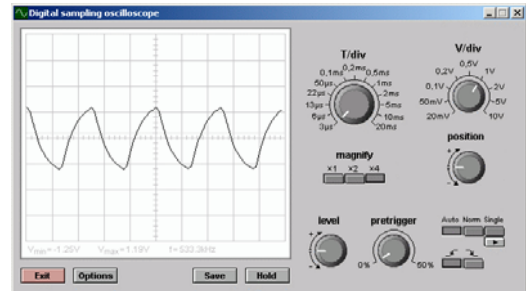 Digital sampling oscilloscope
T/div
0,1ms 0,2ms 0,5ms
50µs 1ms
22µs 2ms
13µs 5ms
6µs 10ms
3µs 20ms
V/div
0,2V 0,5V 1V
0,1V 2V
50mV 5V
20mV 10V
position
+
-
magnify
x1 x2 x4
level
+
-
pretrigger
0% 50%
Auto Norm Single
Vmin=-1.25V Vmax=1.19V f=533.3kHz
Exit Options Save Hold